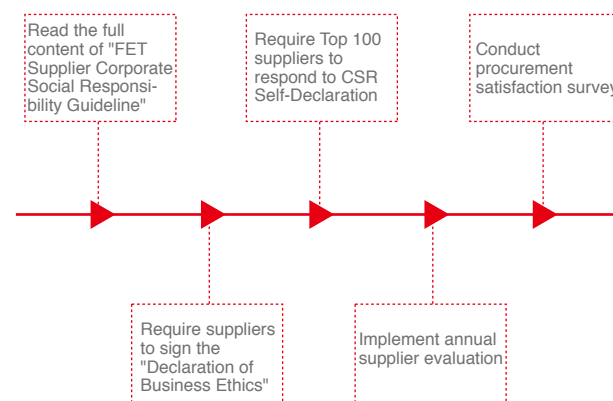 Read the full
content of "FET
Supplier Corporate
Social Responsi-
bility Guideline"
Require suppliers
to sign the
"Declaration of
Business Ethics"
Require Top 100
suppliers to
respond to CSR
Self-Declaration
Implement annual
supplier evaluation
Conduct
procurement
satisfaction survey